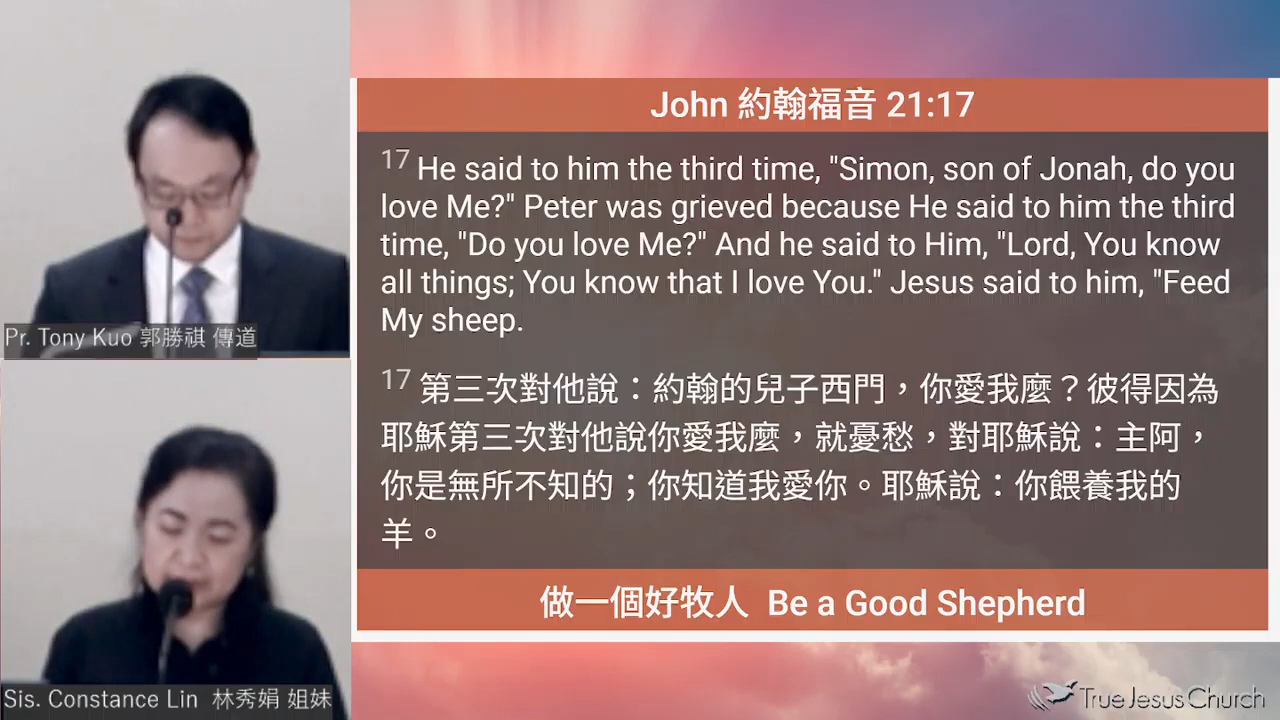 John 約翰福音 21:17
17 He said to him the third time, "Simon, son of Jonah, do you
love Me?" Peter was grieved because He said to him the third
time, "Do you love Me?" And he said to Him, "Lord, You know
all things; You know that I love You." Jesus said to him, "Feed
My sheep.
17 第三次對他說：約翰的兒子西門，你愛我麼？彼得因為
耶穌第三次對他說你愛我麼，就憂愁，對耶穌說：主阿，
你是無所不知的；你知道我愛你。耶穌說：你餵養我的
羊。
做一個好牧人 Be a Good Shepherd
Pr. Tony Kuo 郭勝祺 傳道
Sis. Constance Lin 林秀娟 姐妹
True Jesus Church